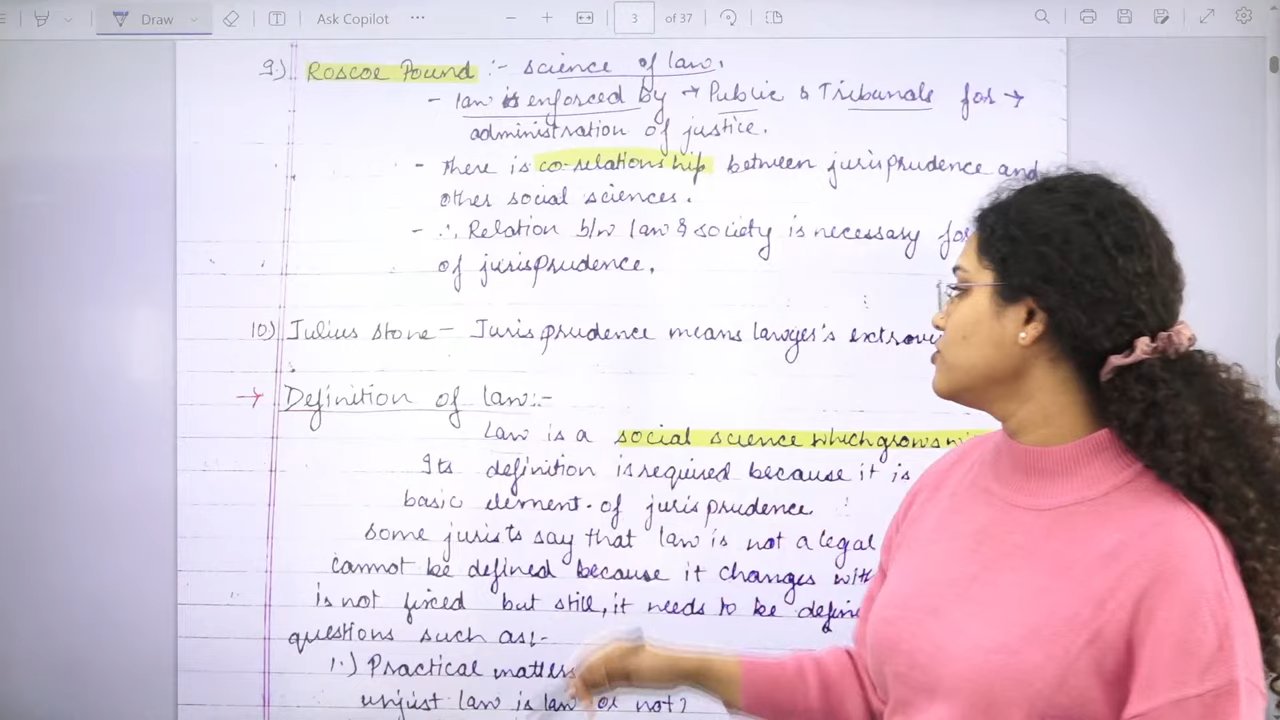 Draw
Ask Copilot
3 of 37
9.) Roscoe Pound :- science of law.
- law is enforced by → Public & Tribunals for →
administration of justice.
- there is co-relationship between jurisprudence and
other social sciences.
- ∴ Relation b/w law & society is necessary for
of jurisprudence.
10) Julius Stone - Jurisprudence means lawyer's extrove
→ Definition of law:-
Law is a social science which grows
Its definition is required because it is
basic element of jurisprudence
some jurists say that law is not a legal
cannot be defined because it changes with
is not fixed but still, it needs to be define
questions such as:-
1.) Practical matters
unjust law is law or not?